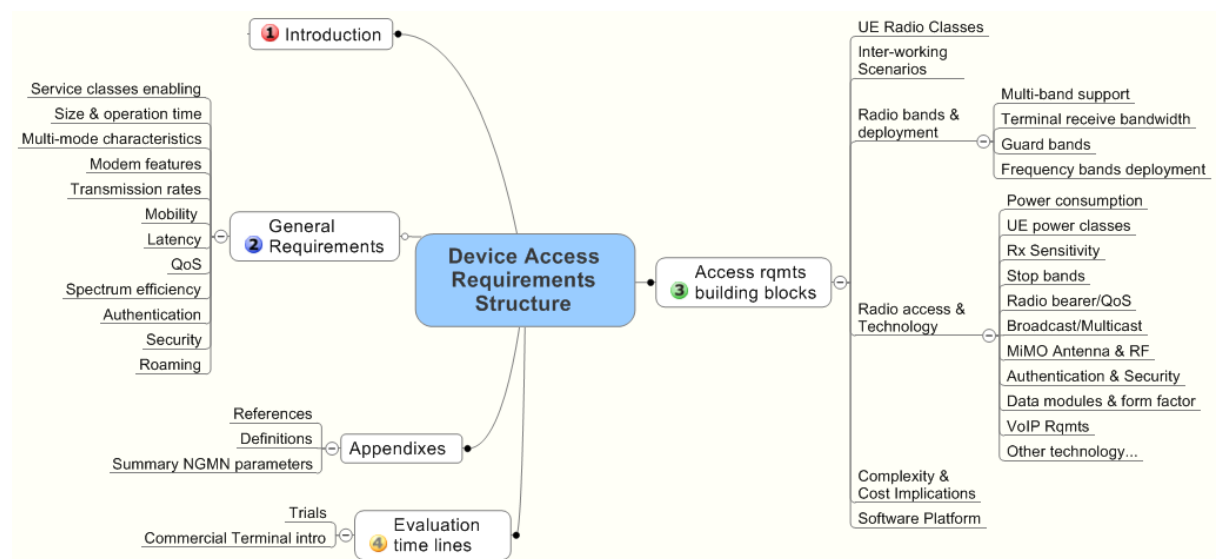 1 Introduction
Service classes enabling
Size & operation time
Multi-mode characteristics
Modem features
Transmission rates
Mobility
Latency
QoS
Spectrum efficiency
Authentication
Security
Roaming
General
2 Requirements
References
Definitions
Summary NGMN parameters
Appendixes
Trials
Commercial Terminal intro
Evaluation
4 time lines
Device Access
Requirements
Structure
Access rqmts
3 building blocks
UE Radio Classes
Inter-working
Scenarios
Radio bands &
deployment
Multi-band support
Terminal receive bandwidth
Guard bands
Frequency bands deployment
Radio access &
Technology
Power consumption
UE power classes
Rx Sensitivity
Stop bands
Radio bearer/QoS
Broadcast/Multicast
MiMO Antenna & RF
Authentication & Security
Data modules & form factor
VoIP Rqmts
Other technology...
Complexity &
Cost Implications
Software Platform